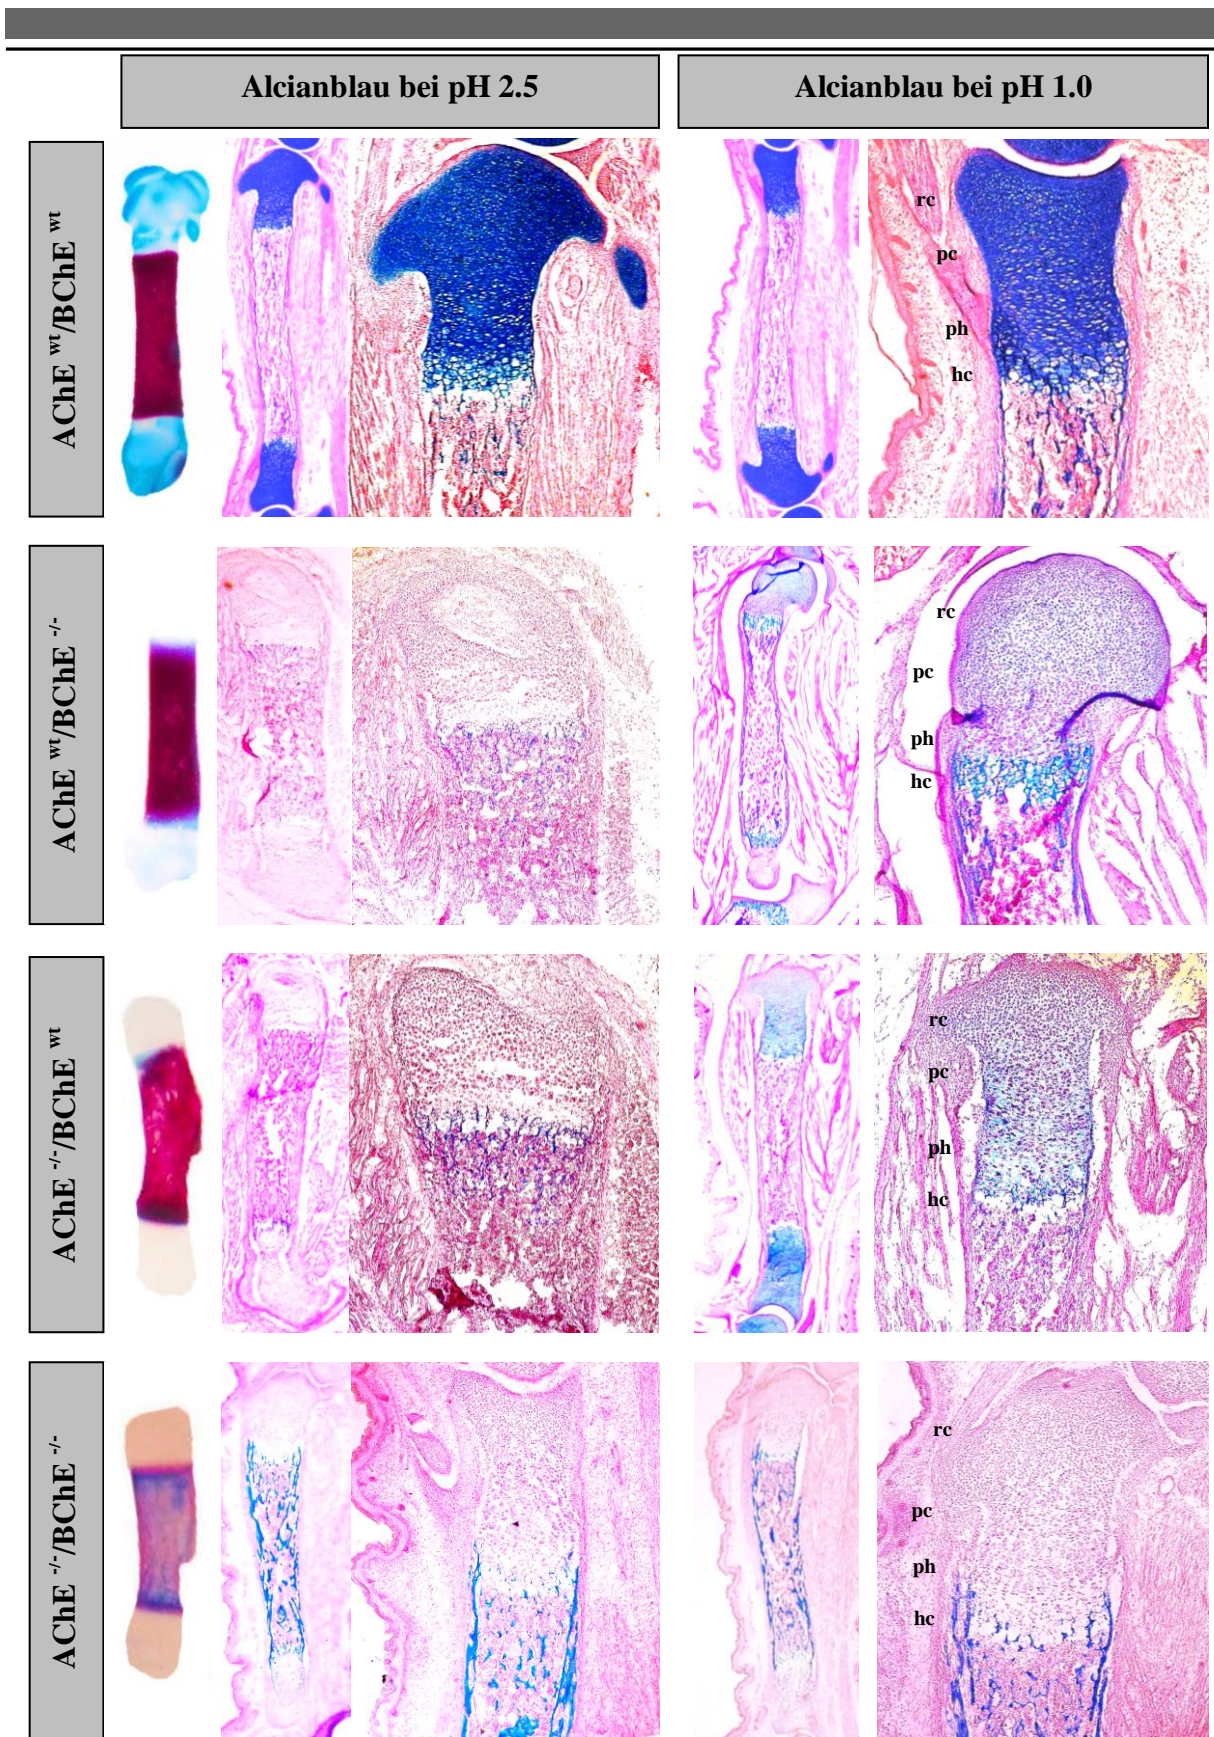 Alcianblau bei pH 2.5
Alcianblau bei pH 1.0
AChE wt/BChE wt
rc
pc
ph
hc
AChE wt/BChE -/-
rc
pc
ph
hc
AChE -/-/BChE wt
rc
pc
ph
hc
AChE -/-/BChE -/-
rc
pc
ph
hc